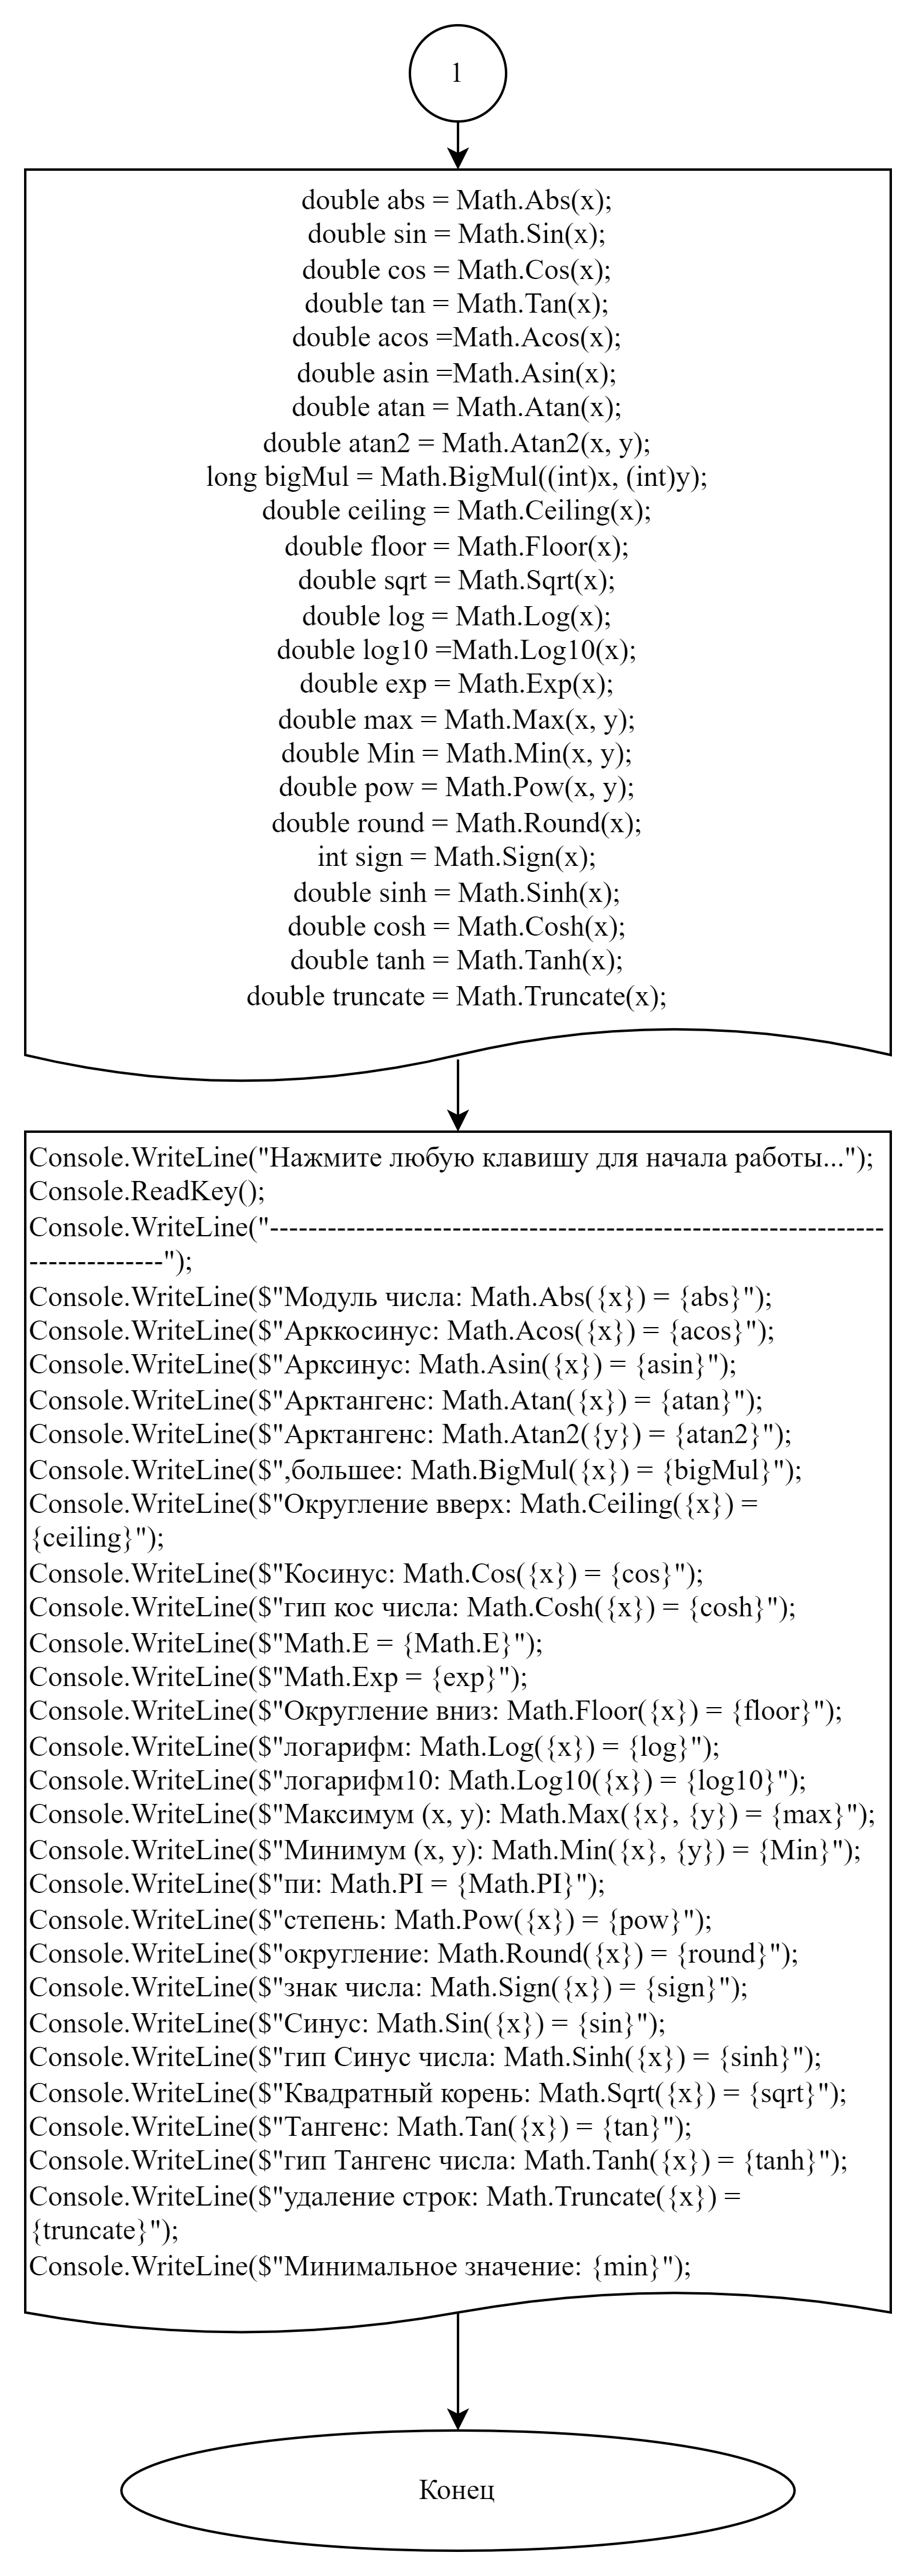 1
double abs = Math.Abs(x);
double sin = Math.Sin(x);
double cos = Math.Cos(x);
double tan = Math.Tan(x);
double acos =Math.Acos(x);
double asin =Math.Asin(x);
double atan = Math.Atan(x);
double atan2 = Math.Atan2(x, y);
long bigMul = Math.BigMul((int)x, (int)y);
double ceiling = Math.Ceiling(x);
double floor = Math.Floor(x);
double sqrt = Math.Sqrt(x);
double log = Math.Log(x);
double log10 =Math.Log10(x);
double exp = Math.Exp(x);
double max = Math.Max(x, y);
double Min = Math.Min(x, y);
double pow = Math.Pow(x, y);
double round = Math.Round(x);
int sign = Math.Sign(x);
double sinh = Math.Sinh(x);
double cosh = Math.Cosh(x);
double tanh = Math.Tanh(x);
double truncate = Math.Truncate(x);
Console.WriteLine("Нажмите любую клавишу для начала работы...");
Console.ReadKey();
Console.WriteLine("----------------------------------------------------------------
--------------");
Console.WriteLine($"Модуль числа: Math.Abs({x}) = {abs}");
Console.WriteLine($"Арккосинус: Math.Acos({x}) = {acos}");
Console.WriteLine($"Арксинус: Math.Asin({x}) = {asin}");
Console.WriteLine($"Арктангенс: Math.Atan({x}) = {atan}");
Console.WriteLine($"Арктангенс: Math.Atan2({y}) = {atan2}");
Console.WriteLine($",большее: Math.BigMul({x}) = {bigMul}");
Console.WriteLine($"Округление вверх: Math.Ceiling({x}) =
{ceiling}");
Console.WriteLine($"Косинус: Math.Cos({x}) = {cos}");
Console.WriteLine($"гип кос числа: Math.Cosh({x}) = {cosh}");
Console.WriteLine($"Math.E = {Math.E}");
Console.WriteLine($"Math.Exp = {exp}");
Console.WriteLine($"Округление вниз: Math.Floor({x}) = {floor}");
Console.WriteLine($"логарифм: Math.Log({x}) = {log}");
Console.WriteLine($"логарифм10: Math.Log10({x}) = {log10}");
Console.WriteLine($"Максимум (x, y): Math.Max({x}, {y}) = {max}");
Console.WriteLine($"Минимум (x, y): Math.Min({x}, {y}) = {Min}");
Console.WriteLine($"пи: Math.PI = {Math.PI}");
Console.WriteLine($"степень: Math.Pow({x}) = {pow}");
Console.WriteLine($"округление: Math.Round({x}) = {round}");
Console.WriteLine($"знак числа: Math.Sign({x}) = {sign}");
Console.WriteLine($"Синус: Math.Sin({x}) = {sin}");
Console.WriteLine($"гип Синус числа: Math.Sinh({x}) = {sinh}");
Console.WriteLine($"Квадратный корень: Math.Sqrt({x}) = {sqrt}");
Console.WriteLine($"Тангенс: Math.Tan({x}) = {tan}");
Console.WriteLine($"гип Тангенс числа: Math.Tanh({x}) = {tanh}");
Console.WriteLine($"удаление строк: Math.Truncate({x}) =
{truncate}");
Console.WriteLine($"Минимальное значение: {min}");
Конец